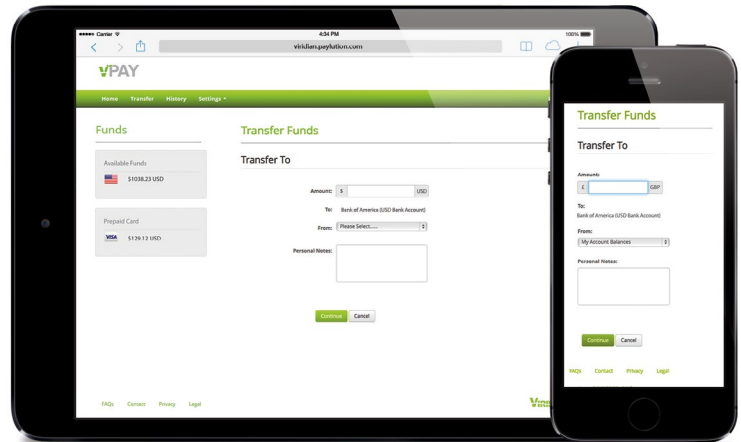 Carrier
4:34 PM
100%
viridian.paylution.com
VPAY
Home Transfer History Settings
Funds
Available Funds
$1038.23 USD
Prepaid Card
VISA
$129.12 USD
Transfer Funds
Transfer To
Amount: $ USD
To: Bank of America (USD Bank Account)
From: Please Select......
Personal Notes:
Continue Cancel
FAQs Contact Privacy Legal
Transfer Funds
Transfer To
Amount:
£ GBP
To:
Bank of America (USD Bank Account)
From:
My Account Balances
Personal Notes:
Continue Cancel
FAQs Contact Privacy Legal